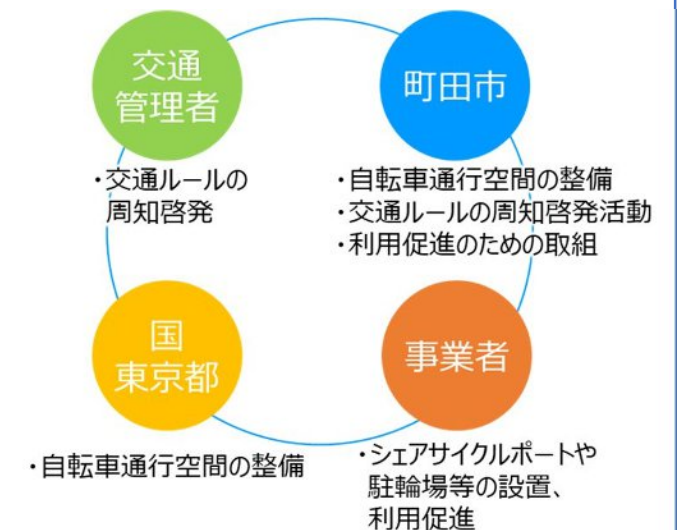 交通
管理者
・交通ルールの
周知啓発
町田市
・自転車通行空間の整備
・交通ルールの周知啓発活動
・利用促進のための取組
国
東京都
・自転車通行空間の整備
事業者
・シェアサイクルポートや
駐輪場等の設置、
利用促進